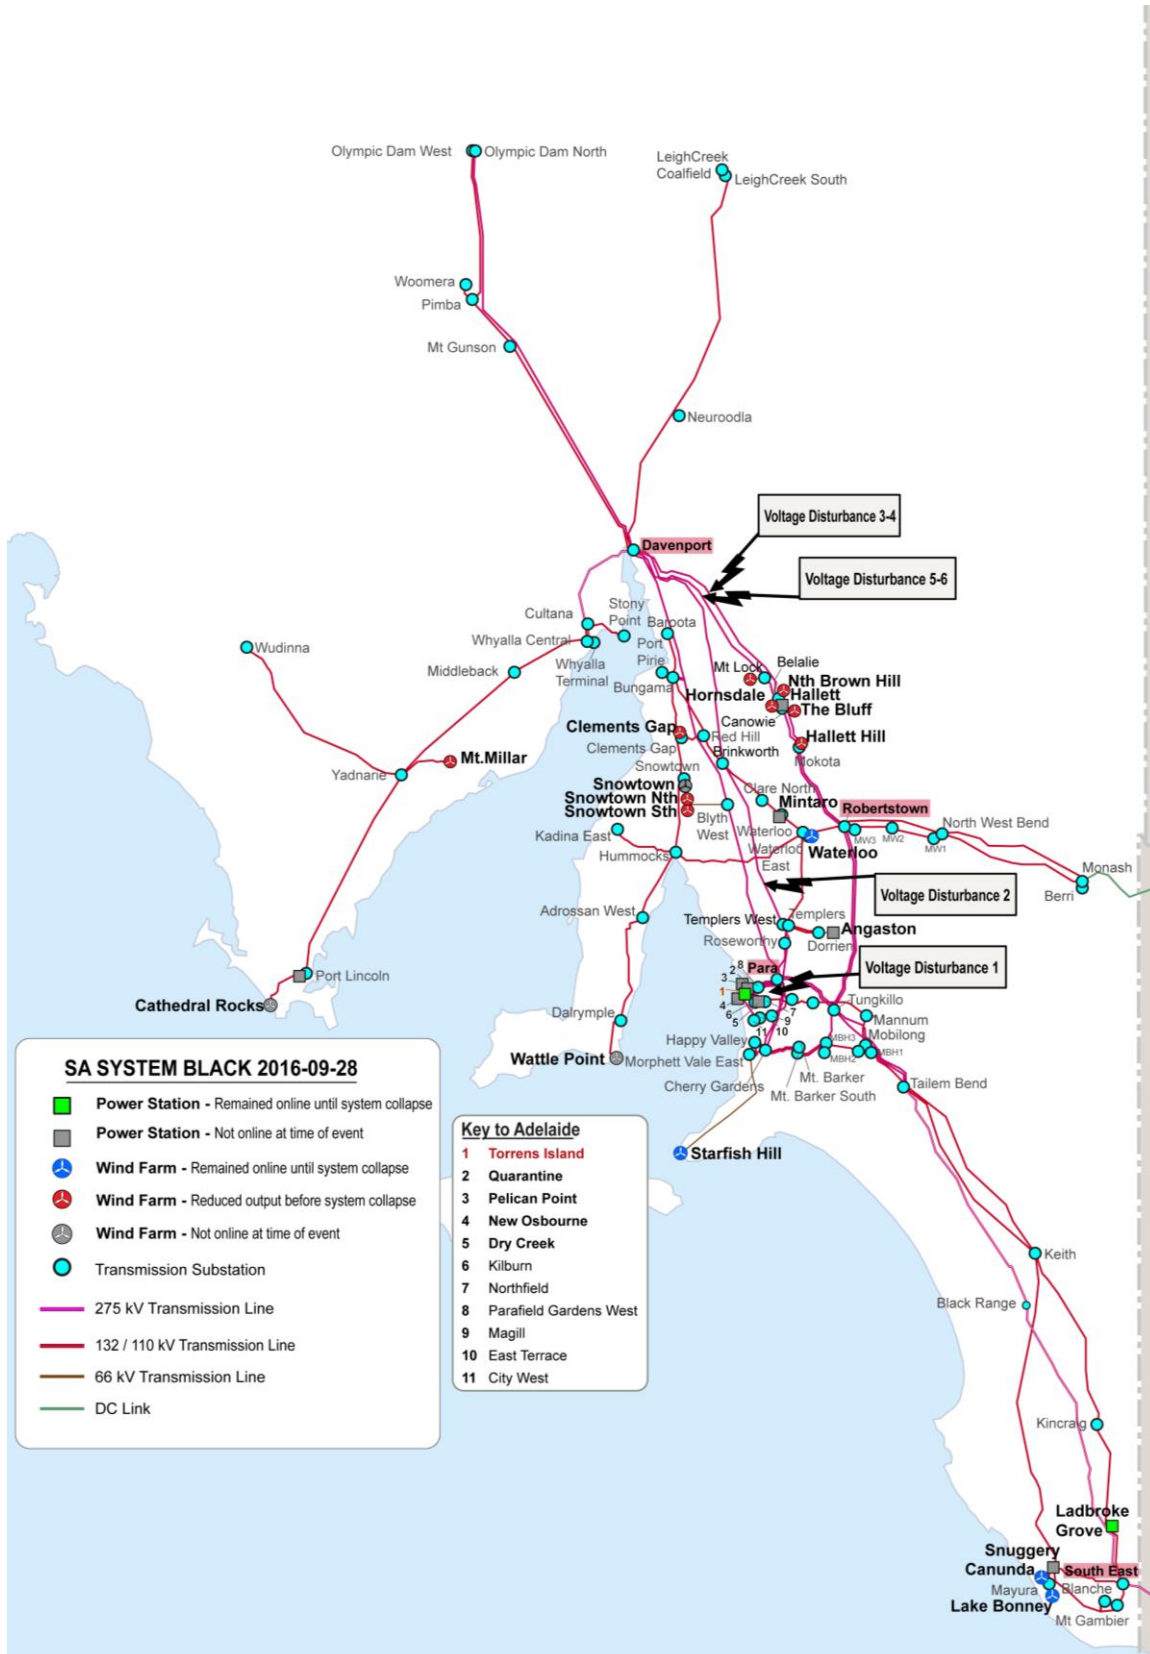 Olympic Dam West
Olympic Dam North
LeighCreek
Coalfield
LeighCreek South
Woomera
Pimba
Mt Gunson
Neuroodla
Voltage Disturbance 3-4
Davenport
Voltage Disturbance 5-6
Cultana
Stony
Point
Baroota
Whyalla Central
Port
Pirie
Wudinna
Middleback
Whyalla
Terminal
Bungama
Mt Lock
Belalie
Nth Brown Hill
Hornsdale
Hallett
The Bluff
Canowie
Clements Gap
Clements Gap
Red Hill
Hallett Hill
Brinkworth
Mokota
Mt.Millar
Yadnarie
Snowtown
Snowtown
Snowtown Nth
Snowtown Sth
Clare North
Mintaro
Robertstown
Blyth
West
Kadina East
Waterloo
Waterloo
East
Waterloo
MW3
MW2
MW1
North West Bend
Hummocks
Monash
Berri
Voltage Disturbance 2
Adrossan West
Templers West
Templers
Angaston
Roseworthy
Dorrien
Voltage Disturbance 1
Para
8
2
3
1
4
6
5
7
9
11
10
Port Lincoln
Cathedral Rocks
Tungkillo
Mannum
Mobilong
Dalrymple
Happy Valley
MBH3
MBH2
MBH1
Wattle Point
Morphett Vale East
Mt. Barker
Cherry Gardens
Mt. Barker South
Tailem Bend
SA SYSTEM BLACK 2016-09-28
Power Station - Remained online until system collapse
Power Station - Not online at time of event
Wind Farm - Remained online until system collapse
Wind Farm - Reduced output before system collapse
Wind Farm - Not online at time of event
Transmission Substation
275 kV Transmission Line
132 / 110 kV Transmission Line
66 kV Transmission Line
DC Link
Key to Adelaide
1 Torrens Island
2 Quarantine
3 Pelican Point
4 New Osbourne
5 Dry Creek
6 Kilburn
7 Northfield
8 Parafield Gardens West
9 Magill
10 East Terrace
11 City West
Starfish Hill
Keith
Black Range
Kincraig
Ladbroke
Grove
Snuggery
Canunda
South East
Mayura
Blanche
Lake Bonney
Mt Gambier